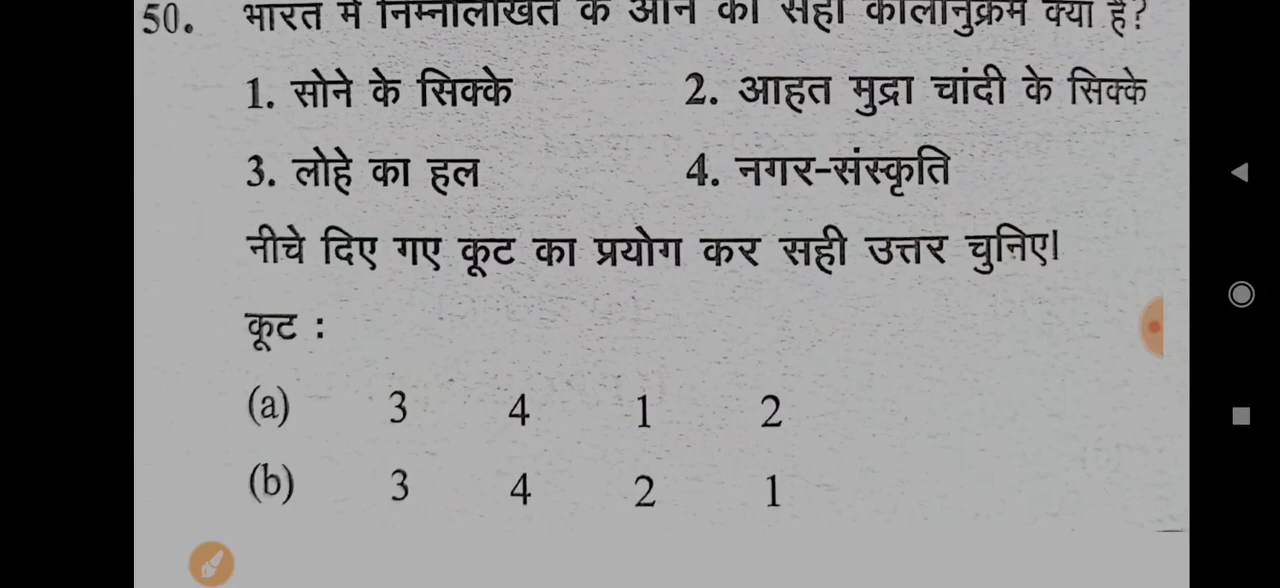 50. भारत में निम्नलिखित के आने का सही कालानुक्रम क्या है?
1. सोने के सिक्के 2. आहत मुद्रा चांदी के सिक्के
3. लोहे का हल 4. नगर-संस्कृति
नीचे दिए गए कूट का प्रयोग कर सही उत्तर चुनिए।
कूट :
(a) 3 4 1 2
(b) 3 4 2 1